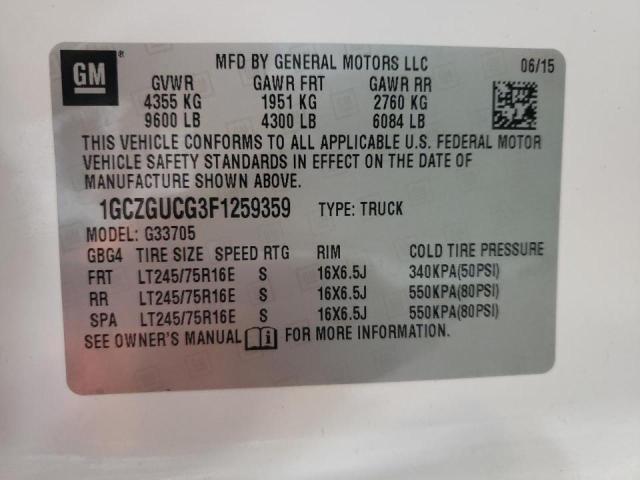 GM
MFD BY GENERAL MOTORS LLC 06/15
GVWR GAWR FRT GAWR RR
4355 KG 1951 KG 2760 KG
9600 LB 4300 LB 6084 LB
THIS VEHICLE CONFORMS TO ALL APPLICABLE U.S. FEDERAL MOTOR
VEHICLE SAFETY STANDARDS IN EFFECT ON THE DATE OF
MANUFACTURE SHOWN ABOVE.
1GCZGUCG3F1259359 TYPE: TRUCK
MODEL: G33705
GBG4 TIRE SIZE SPEED RTG RIM COLD TIRE PRESSURE
FRT LT245/75R16E S 16X6.5J 340KPA(50PSI)
RR LT245/75R16E S 16X6.5J 550KPA(80PSI)
SPA LT245/75R16E S 16X6.5J 550KPA(80PSI)
SEE OWNER'S MANUAL FOR MORE INFORMATION.